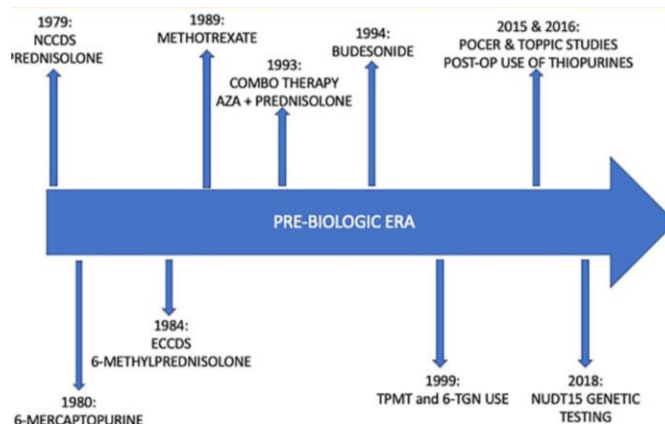 1979:
NCCDS
PREDNISOLONE
1989:
METHOTREXATE
1993:
COMBO THERAPY
AZA + PREDNISOLONE
1994:
BUDESONIDE
2015 & 2016:
POCER & TOPPIC STUDIES
POST-OP USE OF THIOPURINES
PRE-BIOLOGIC ERA
1980:
6-MERCAPTOPURINE
1984:
ECCDS
6-METHYLPREDNISOLONE
1999:
TPMT and 6-TGN USE
2018:
NUDT15 GENETIC
TESTING